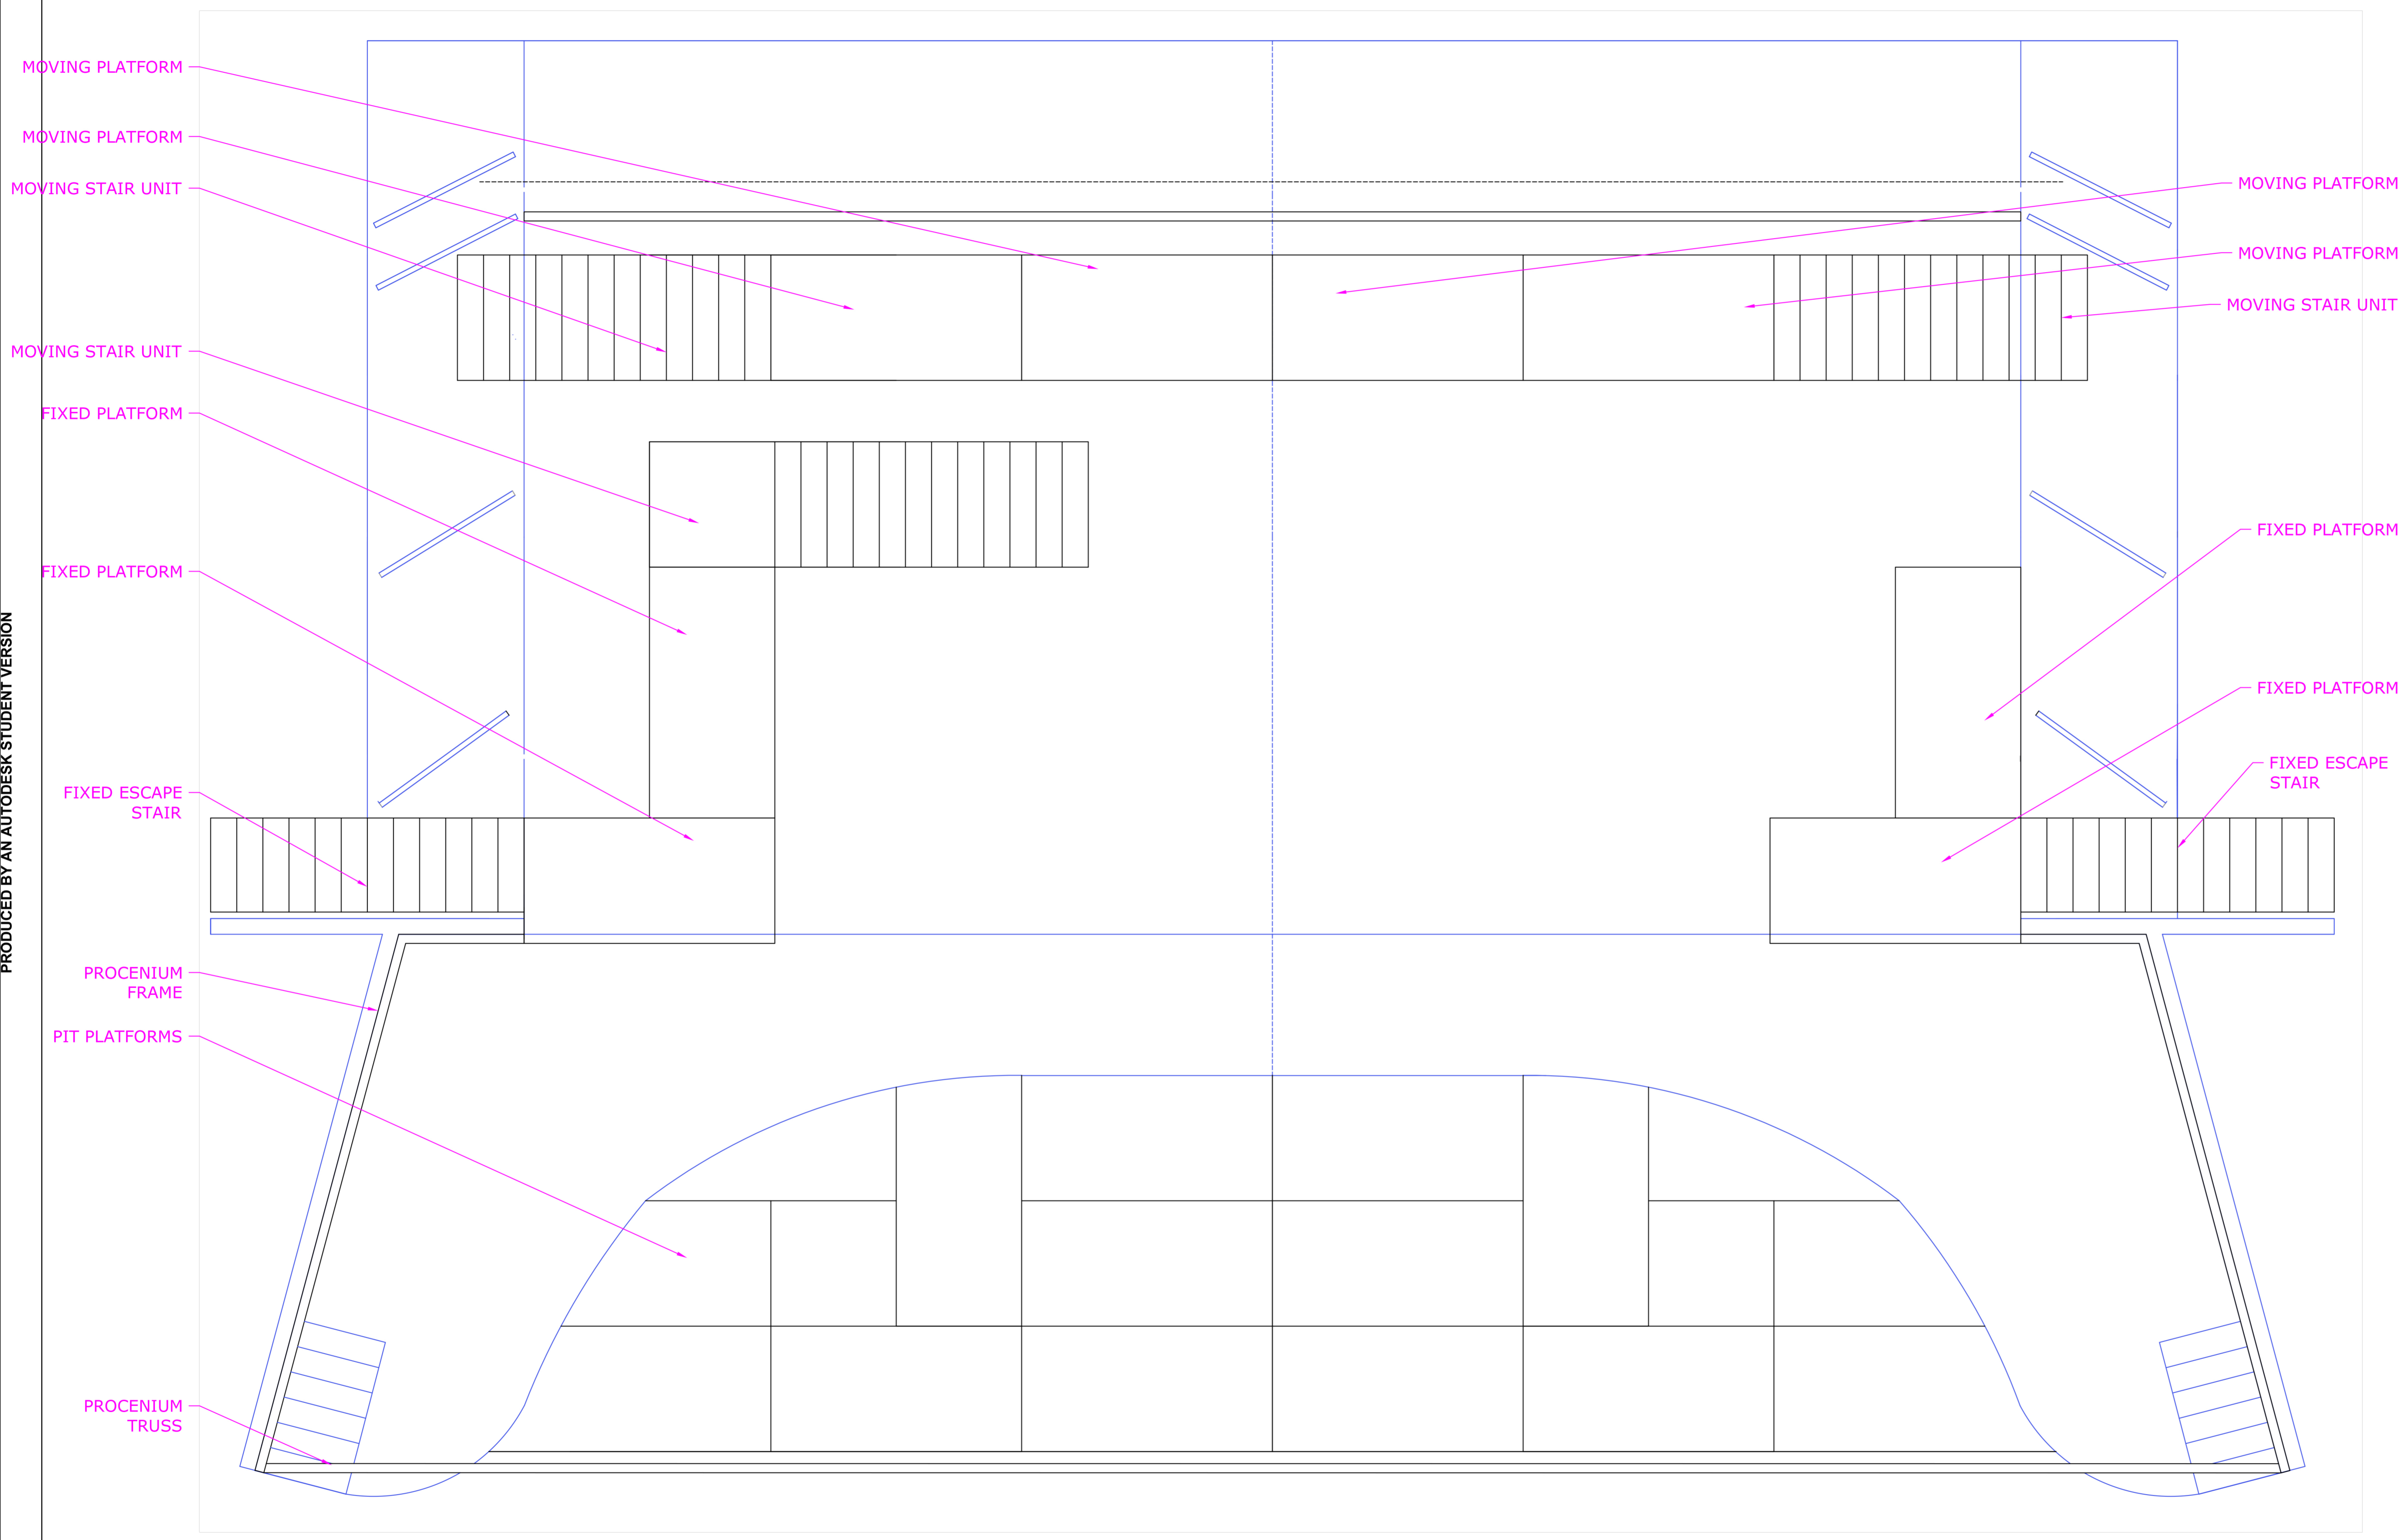 MOVING PLATFORM
MOVING PLATFORM
MOVING STAIR UNIT
MOVING STAIR UNIT
FIXED PLATFORM
FIXED PLATFORM
FIXED ESCAPE
STAIR
PROCENIUM
FRAME
PIT PLATFORMS
PROCENIUM
TRUSS
MOVING PLATFORM
MOVING PLATFORM
MOVING STAIR UNIT
FIXED PLATFORM
FIXED PLATFORM
FIXED ESCAPE
STAIR
PRODUCED BY AN AUTODESK STUDENT VERSION